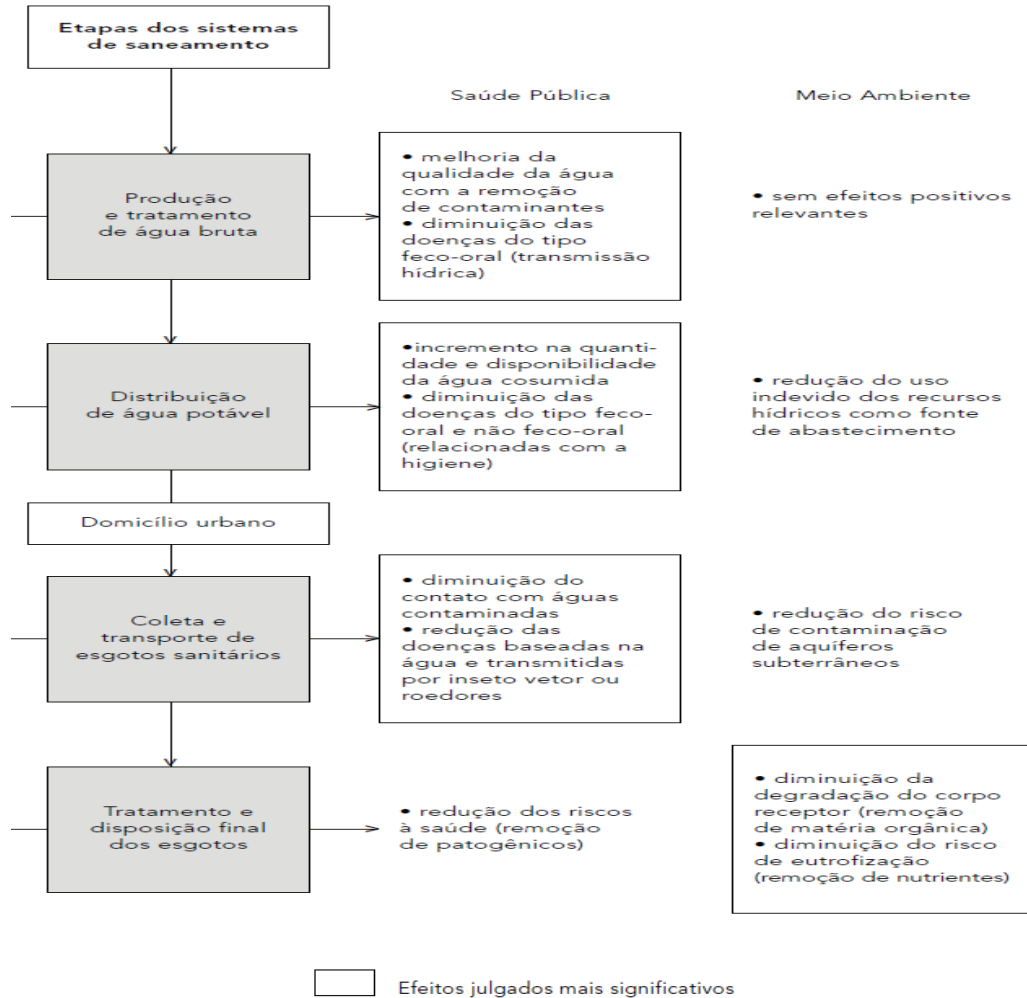 Etapas dos sistemas
de saneamento
Saúde Pública
Meio Ambiente
Produção
e tratamento
de água bruta
• melhoria da
qualidade da água
com a remoção
de contaminantes
• diminuição das
doenças do tipo
feco-oral (transmissão
hídrica)
• sem efeitos positivos
relevantes
Distribuição
de água potável
•incremento na quanti-
dade e disponibilidade
da água cosumida
• diminuição das
doenças do tipo feco-
oral e não feco-oral
(relacionadas com a
higiene)
• redução do uso
indevido dos recursos
hídricos como fonte
de abastecimento
Domicílio urbano
Coleta e
transporte de
esgotos sanitários
• diminuição do
contato com águas
contaminadas
• redução das
doenças baseadas na
água e transmitidas
por inseto vetor ou
roedores
• redução do risco
de contaminação
de aquíferos
subterrâneos
Tratamento e
disposição final
dos esgotos
• redução dos riscos
à saúde (remoção
de patogênicos)
• diminuição da
degradação do corpo
receptor (remoção
de matéria orgânica)
• diminuição do risco
de eutrofização
(remoção de nutrientes)
Efeitos julgados mais significativos